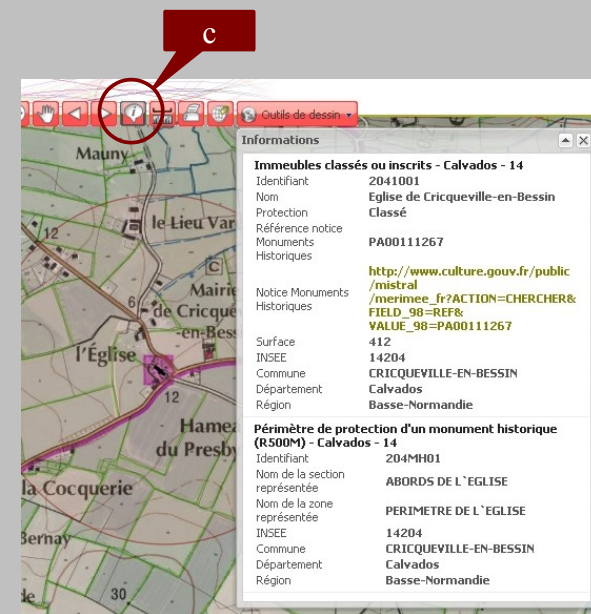 c
Outils de dessin
Informations
Immeubles classés ou inscrits - Calvados - 14
Identifiant 2041001
Nom Eglise de Cricqueville-en-Bessin
Protection Classé
Référence notice
Monuments PA00111267
Historiques
http://www.culture.gouv.fr/public
/mistral
Notice Monuments /merimee_fr?ACTION=CHERCHER&
Historiques FIELD_98=REF&
VALUE_98=PA00111267
Surface 412
INSEE 14204
Commune CRICQUEVILLE-EN-BESSIN
Département Calvados
Région Basse-Normandie
Périmètre de protection d'un monument historique
(R500M) - Calvados - 14
Identifiant 204MH01
Nom de la section
représentée ABORDS DE L`EGLISE
Nom de la zone
représentée PERIMETRE DE L`EGLISE
INSEE 14204
Commune CRICQUEVILLE-EN-BESSIN
Département Calvados
Région Basse-Normandie
Mauny
le Lieu Var
12
C
Mairie
6
de Cricque
-en-Bess
l'Église
12
Hamea
du Presby
la Cocquerie
Bernay
30